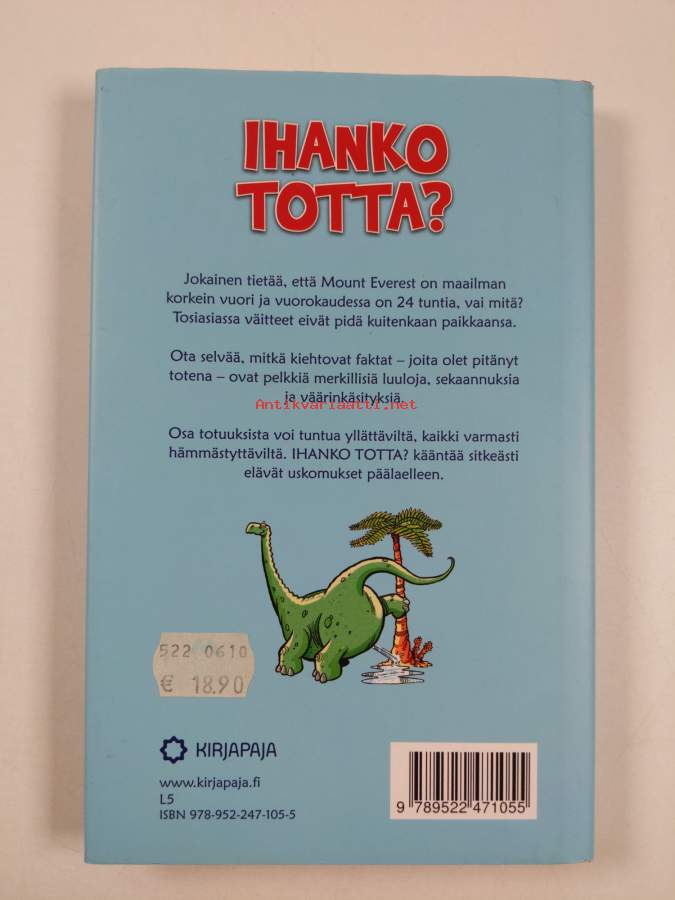 IHANKO
TOTTA?
Jokainen tietää, että Mount Everest on maailman
korkein vuori ja vuorokaudessa on 24 tuntia, vai mitä?
Tosiasiassa väitteet eivät pidä kuitenkaan paikkaansa.
Ota selvää, mitkä kiehtovat faktat – joita olet pitänyt
totena – ovat pelkkiä merkillisiä luuloja, sekaannuksia
ja väärinkäsityksiä.
Antikvariaatti.net
Osa totuuksista voi tuntua yllättäviltä, kaikki varmasti
hämmästyttäviltä. IHANKO TOTTA? kääntää sitkeästi
elävät uskomukset päälaelleen.
522 0610
€ 18.90
KIRJAPAJA
www.kirjapaja.fi
L5
ISBN 978-952-247-105-5
9 789522 471055